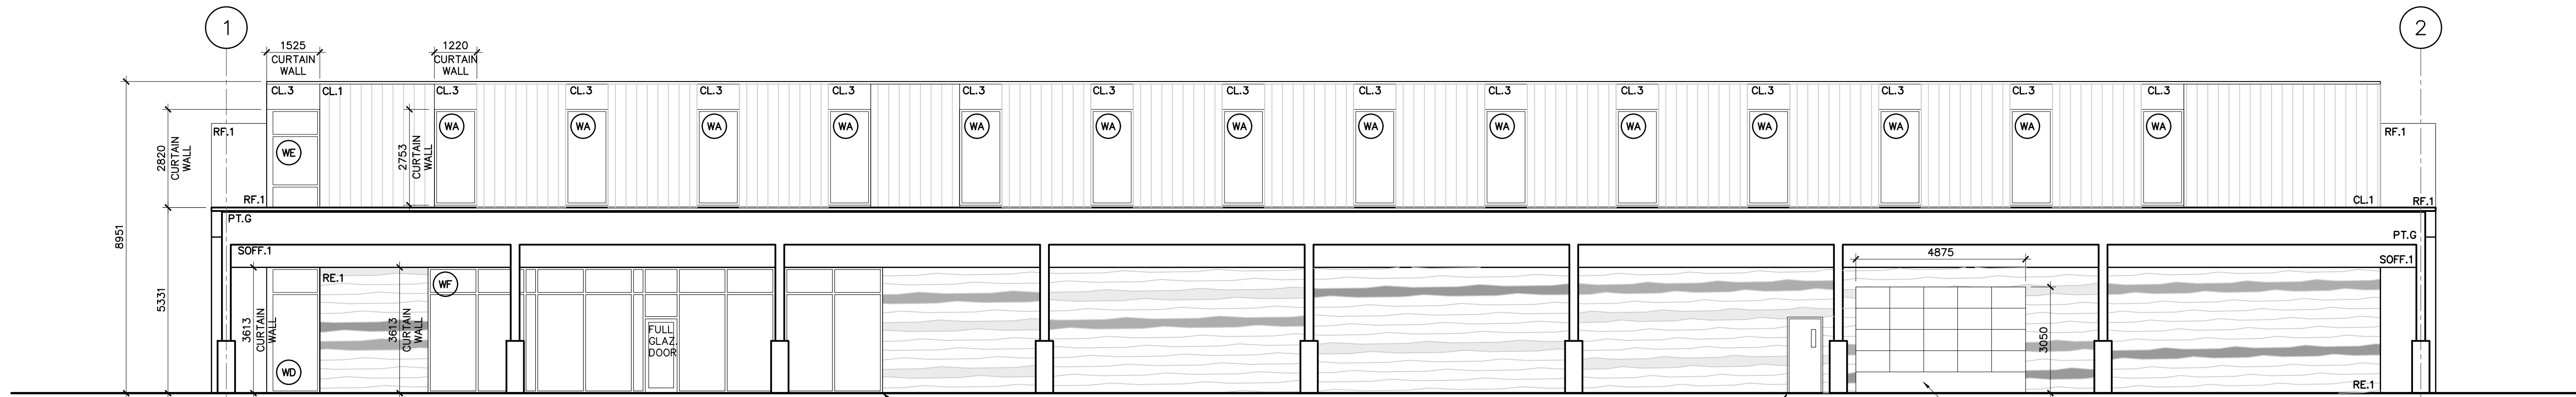 1
2
1525
CURTAIN
WALL
1220
CURTAIN
WALL
CL.3
CL.1
CL.3
CL.3
CL.3
CL.3
CL.3
CL.3
CL.3
CL.3
CL.3
CL.3
CL.3
CL.3
CL.3
CL.3
WA
WA
WA
WA
WA
WA
WA
WA
WA
WA
WA
WA
WA
WA
RF.1
RF.1
WE
2820
CURTAIN
WALL
2753
CURTAIN
WALL
RF.1
CL.1
RF.1
PT.G
PT.G
8951
5331
SOFF.1
SOFF.1
4875
RE.1
WF
3613
CURTAIN
WALL
3613
CURTAIN
WALL
FULL
GLAZ.
DOOR
3050
WD
RE.1